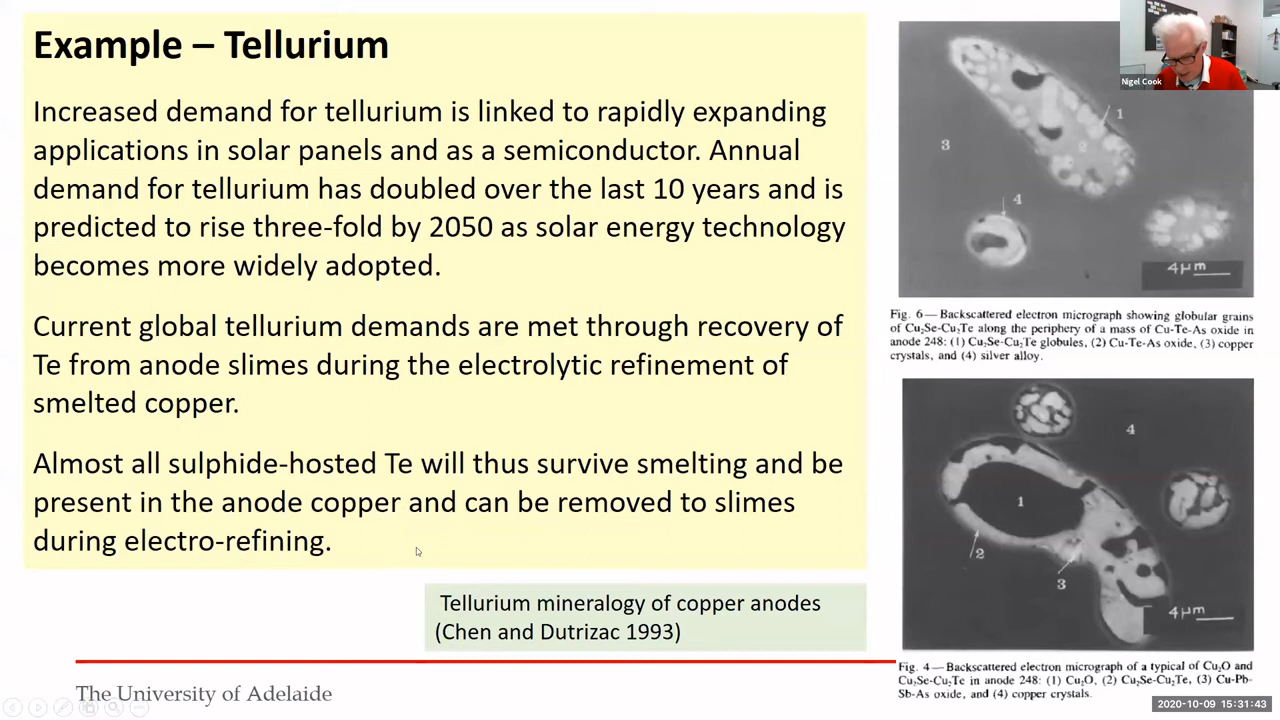 Example – Tellurium
Increased demand for tellurium is linked to rapidly expanding
applications in solar panels and as a semiconductor. Annual
demand for tellurium has doubled over the last 10 years and is
predicted to rise three-fold by 2050 as solar energy technology
becomes more widely adopted.
Current global tellurium demands are met through recovery of
Te from anode slimes during the electrolytic refinement of
smelted copper.
Almost all sulphide-hosted Te will thus survive smelting and be
present in the anode copper and can be removed to slimes
during electro-refining.
Tellurium mineralogy of copper anodes
(Chen and Dutrizac 1993)
The University of Adelaide
Nigel Cook
1
2
3
4
4μm
Fig. 6—Backscattered electron micrograph showing globular grains
of Cu₂Se-Cu₂Te along the periphery of a mass of Cu-Te-As oxide in
anode 248: (1) Cu₂Se-Cu₂Te globules, (2) Cu-Te-As oxide, (3) copper
crystals, and (4) silver alloy.
4
1
2
3
4μm
Fig. 4—Backscattered electron micrograph of a typical of Cu₂O and
Cu₂Se-Cu₂Te in anode 248: (1) Cu₂O, (2) Cu₂Se-Cu₂Te, (3) Cu-Pb-
Sb-As oxide, and (4) copper crystals.
2020-10-09 15:31:43